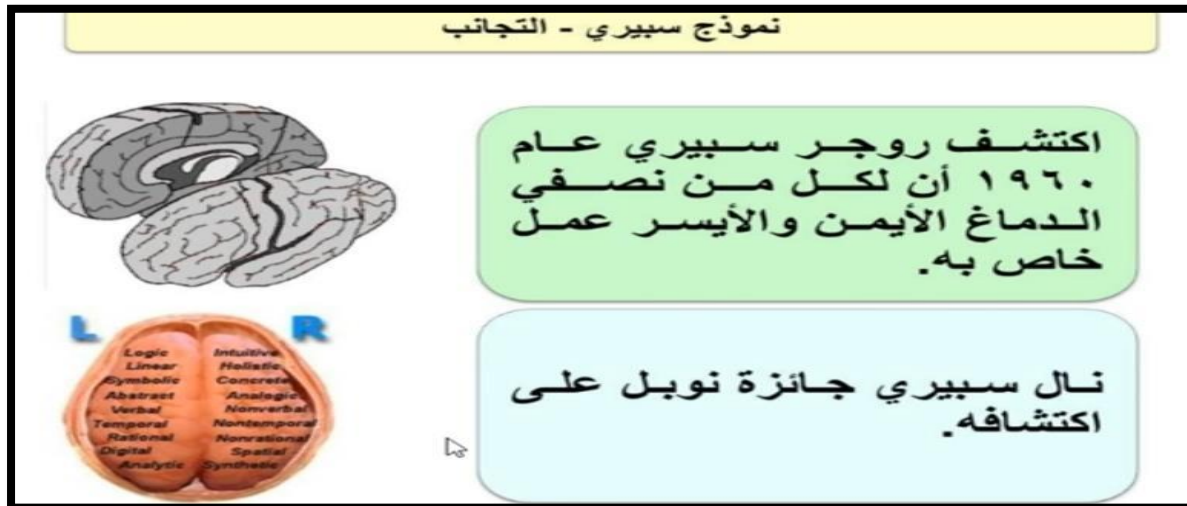 نموذج سبيري - التجانب
اكتشف روجر سبيري عام
١٩٦٠ أن لكل من نصفي
الدماغ الأيمن والأيسر عمل
خاص به.
نال سبيري جائزة نوبل على
اكتشافه.
L R
Logic Intuitive
Linear Holistic
Symbolic Concrete
Abstract Analogic
Verbal Nonverbal
Temporal Nontemporal
Rational Nonrational
Digital Spatial
Analytic Synthetic